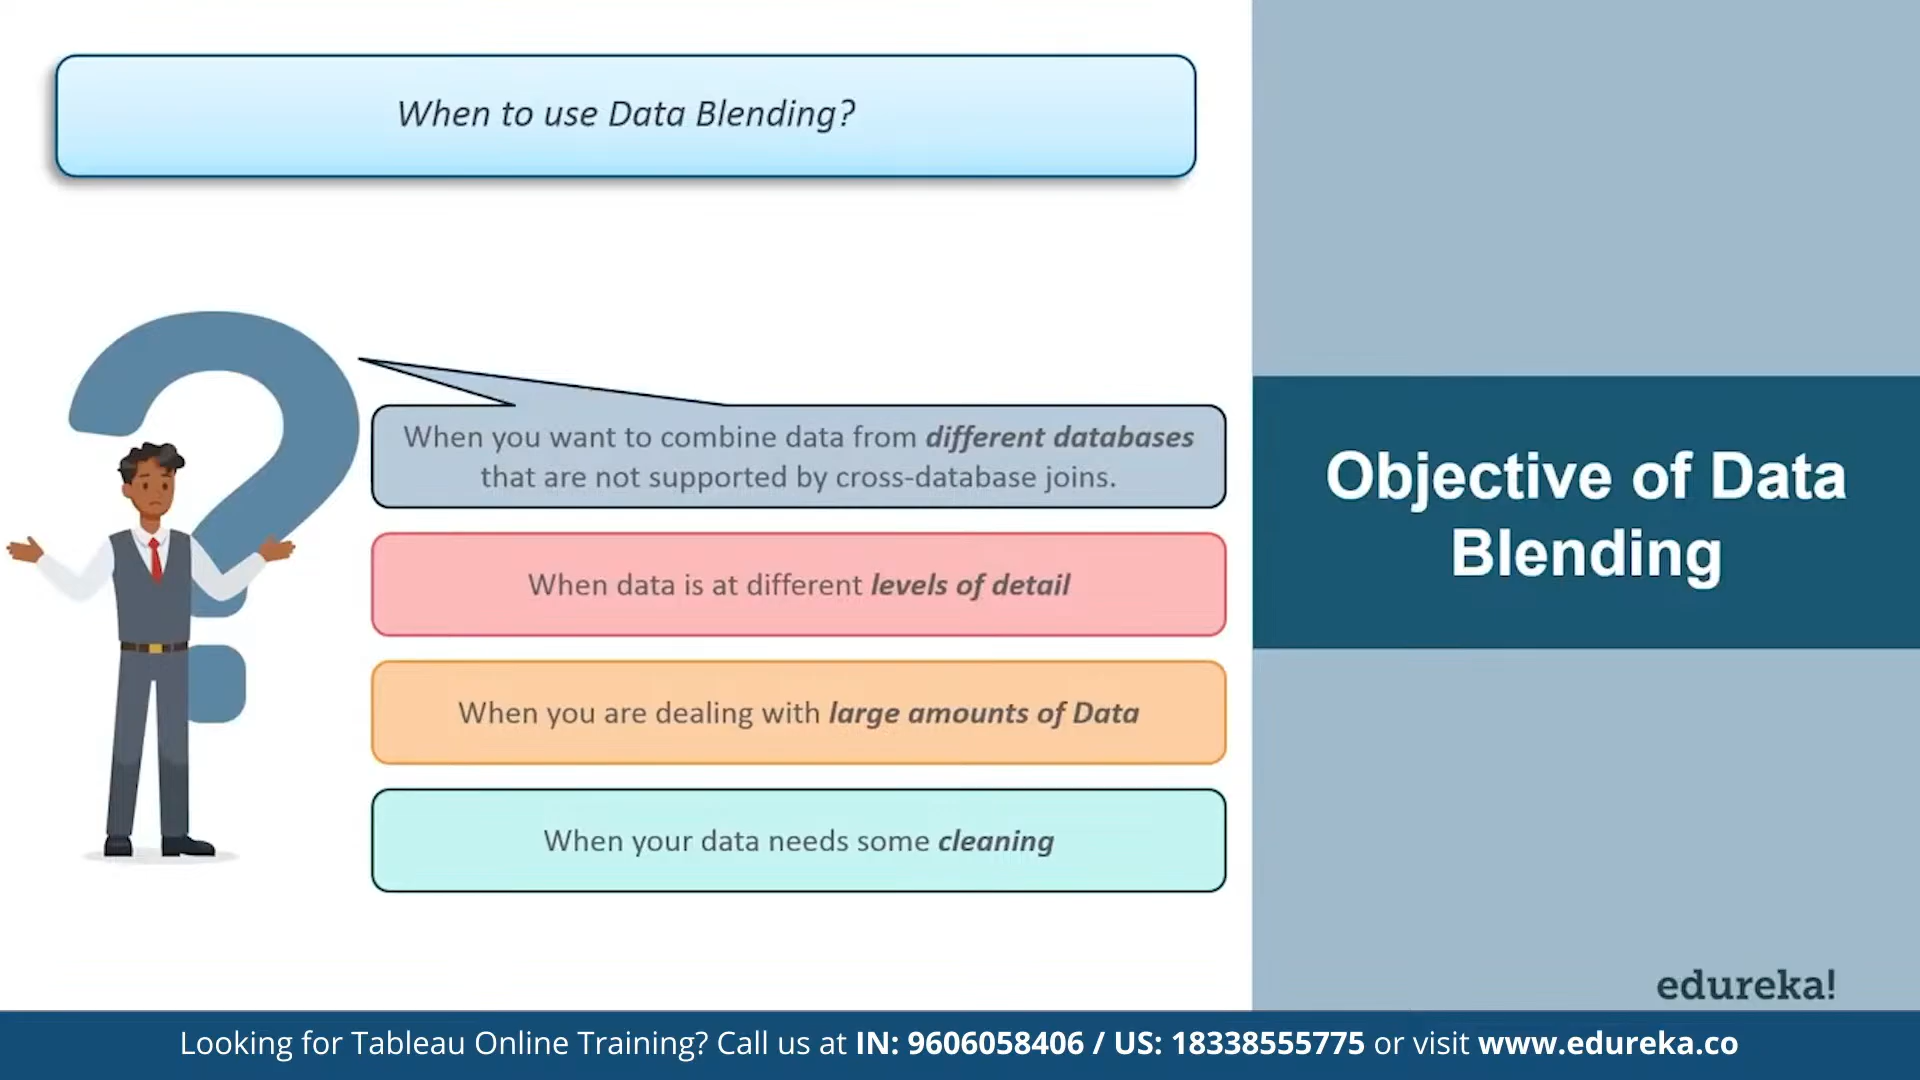 When to use Data Blending?
When you want to combine data from different databases
that are not supported by cross-database joins.
When data is at different levels of detail
When you are dealing with large amounts of Data
When your data needs some cleaning
Objective of Data
Blending
edureka!
Looking for Tableau Online Training? Call us at IN: 9606058406 / US: 18338555775 or visit www.edureka.co